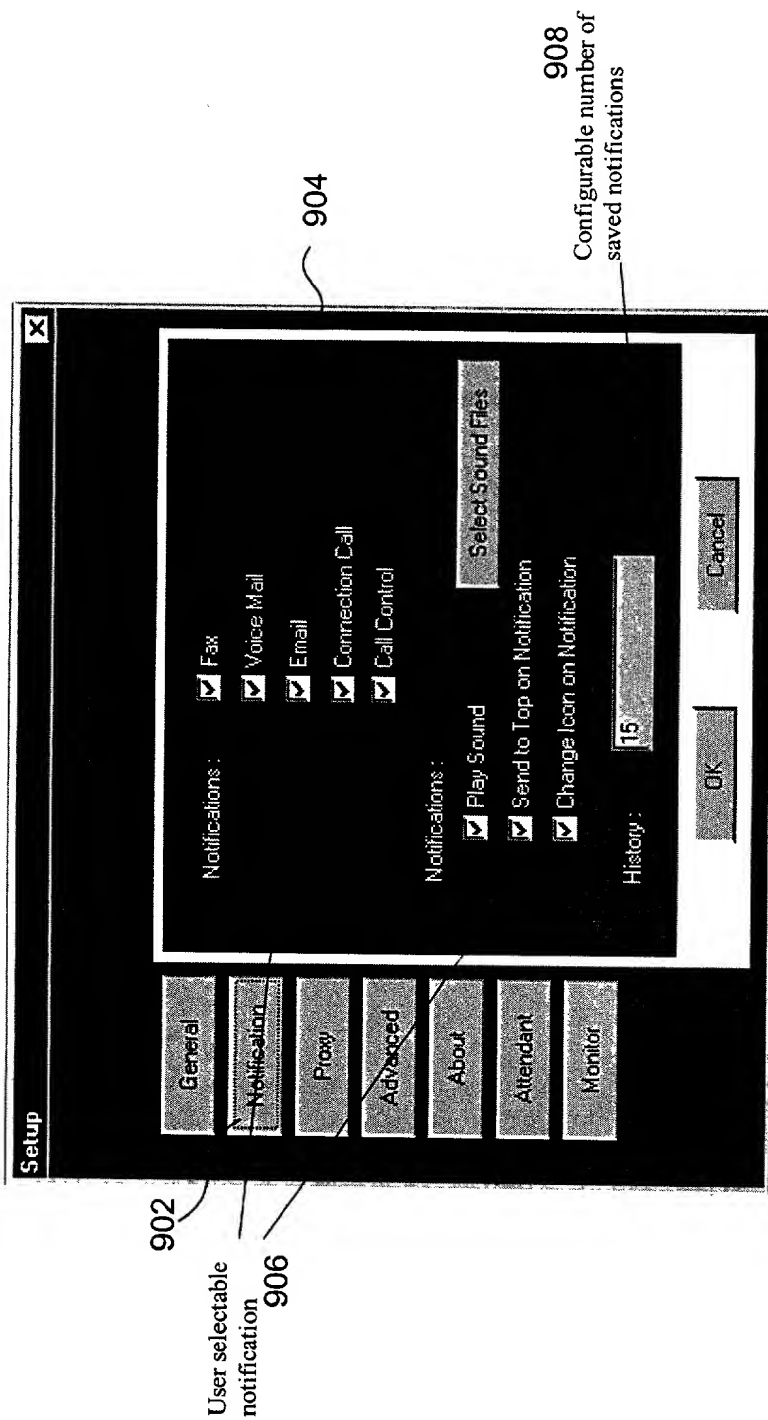 Setup
General
Notification
Proxy
Advanced
About
Attendant
Monitor
Notifications :
Fax
Voice Mail
Email
Connection Call
Call Control
Notifications :
Play Sound
Select Sound Files
Send to Top on Notification
Change Icon on Notification
History :
15
OK
Cancel
902
User selectable
notification
906
904
908
Configurable number of
saved notifications